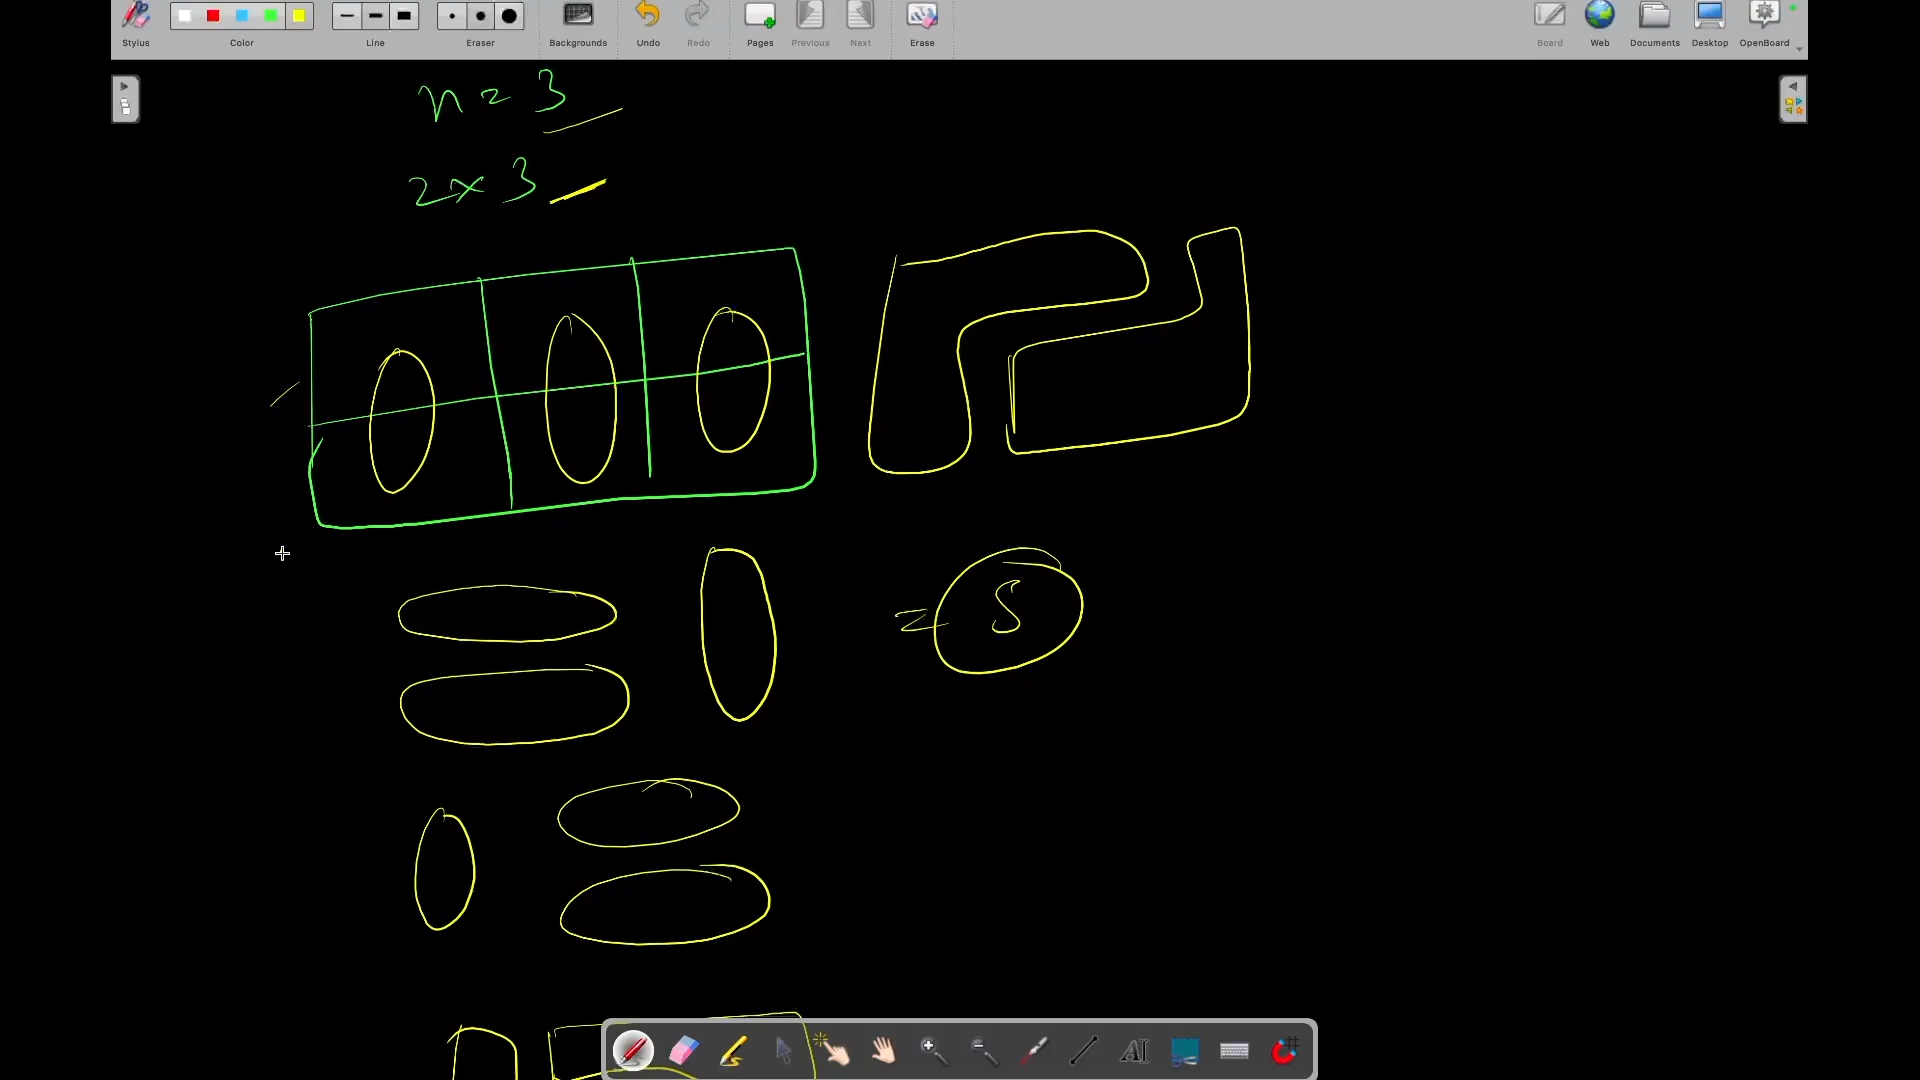 Stylus Color Line Eraser Backgrounds Undo Redo Pages Previous Next Erase Board Web Documents Desktop OpenBoard
n = 3
2 x 3
= 5